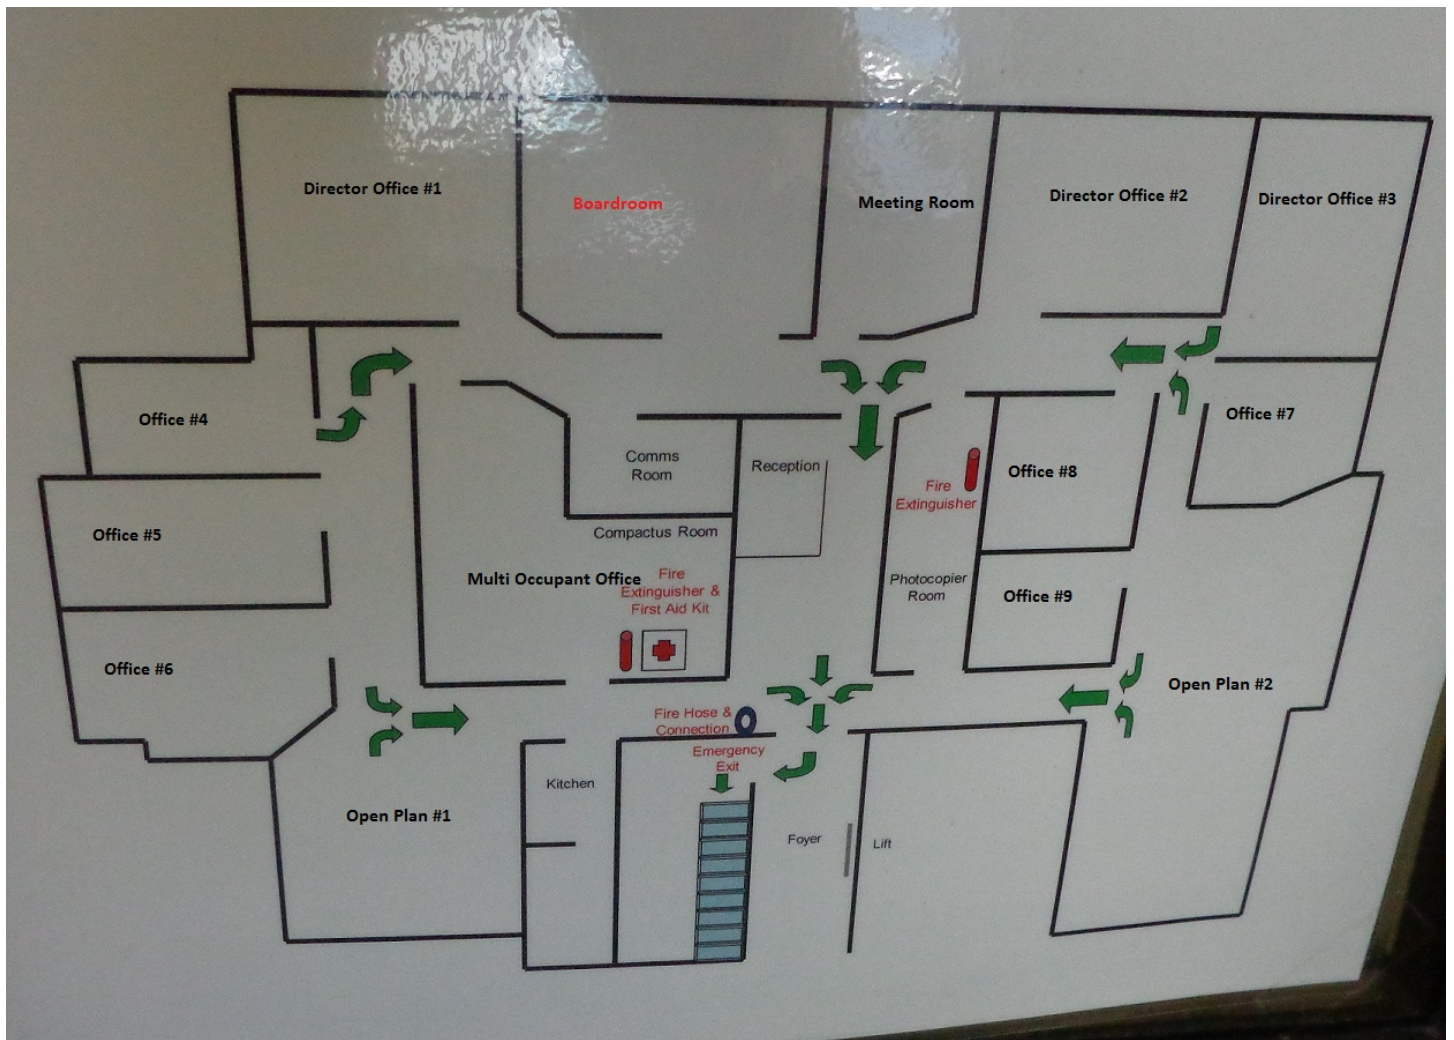 Director Office #1
Boardroom
Meeting Room
Director Office #2
Director Office #3
Office #4
Office #7
Comms
Room
Reception
Office #8
Fire
Extinguisher
Office #5
Compactus Room
Multi Occupant Office
Fire
Extinguisher &
First Aid Kit
Photocopier
Room
Office #9
Office #6
Open Plan #2
Fire Hose &
Connection
Emergency
Exit
Kitchen
Open Plan #1
Foyer
Lift